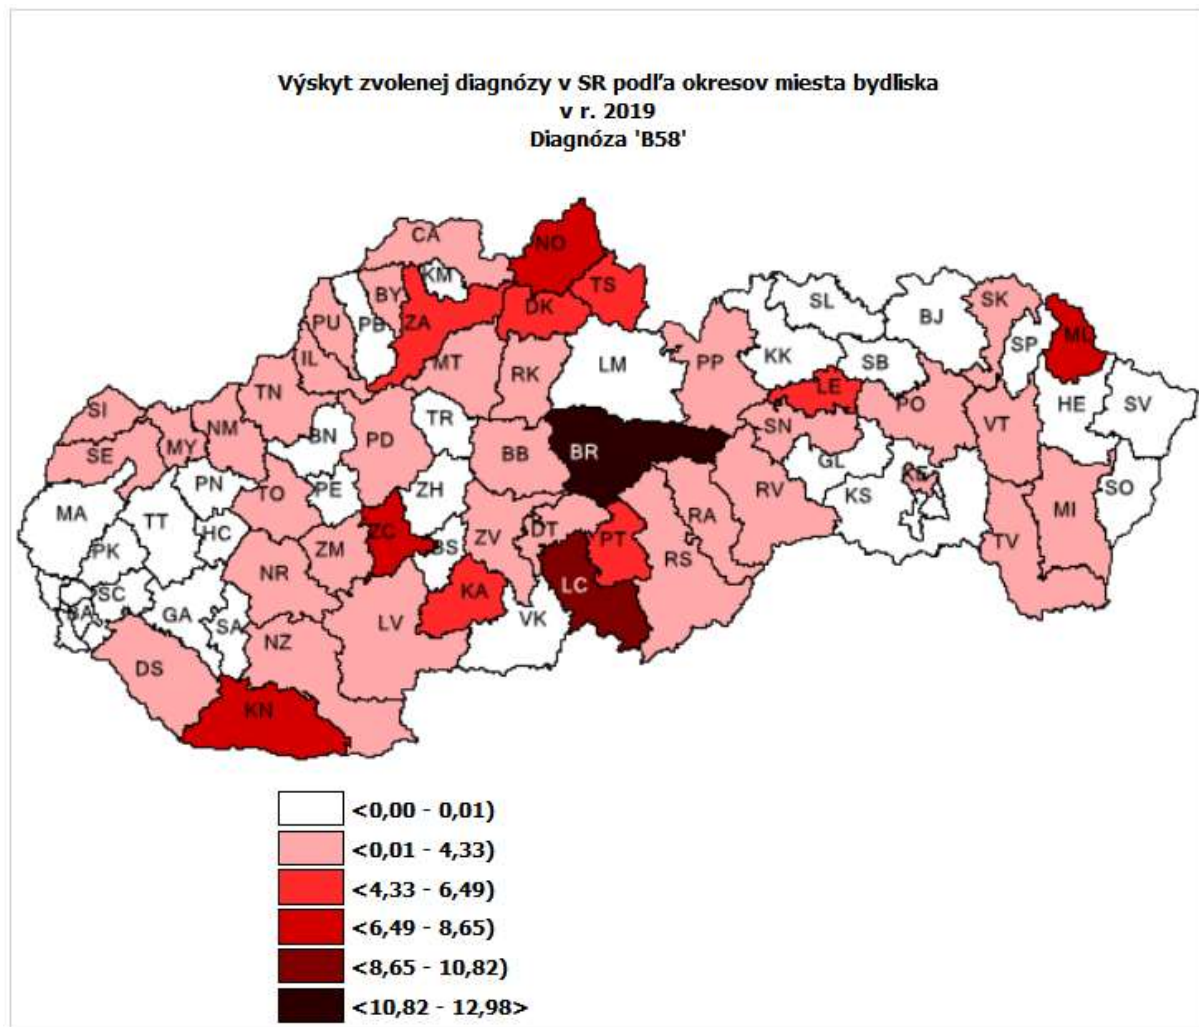 Výskyt zvolenej diagnózy v SR podľa okresov miesta bydliska
v r. 2019
Diagnóza 'B58'
CA
NO
KM
TS
BY
DK
PU
PB
ZA
SL
SK
BJ
SP
ML
IL
MT
RK
LM
PP
KK
SB
LE
TN
PO
HE
SV
SI
NM
MY
BN
PD
TR
BB
BR
SN
VT
SE
GL
PN
TO
PE
ZH
RV
KS
KE
SO
MA
TT
HC
PK
ZM
ZC
BS
ZV
DT
PT
RA
RS
MI
TV
NR
SC
BA
GA
SA
KA
LC
VK
LV
NZ
DS
KN
<0,00 - 0,01)
<0,01 - 4,33)
<4,33 - 6,49)
<6,49 - 8,65)
<8,65 - 10,82)
<10,82 - 12,98>